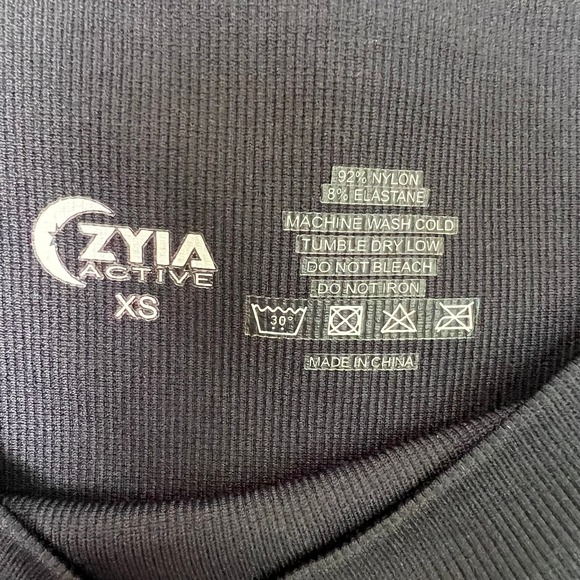 ZYIA
ACTIVE
XS
92% NYLON
8% ELASTANE
MACHINE WASH COLD
TUMBLE DRY LOW
DO NOT BLEACH
DO NOT IRON
30°
MADE IN CHINA